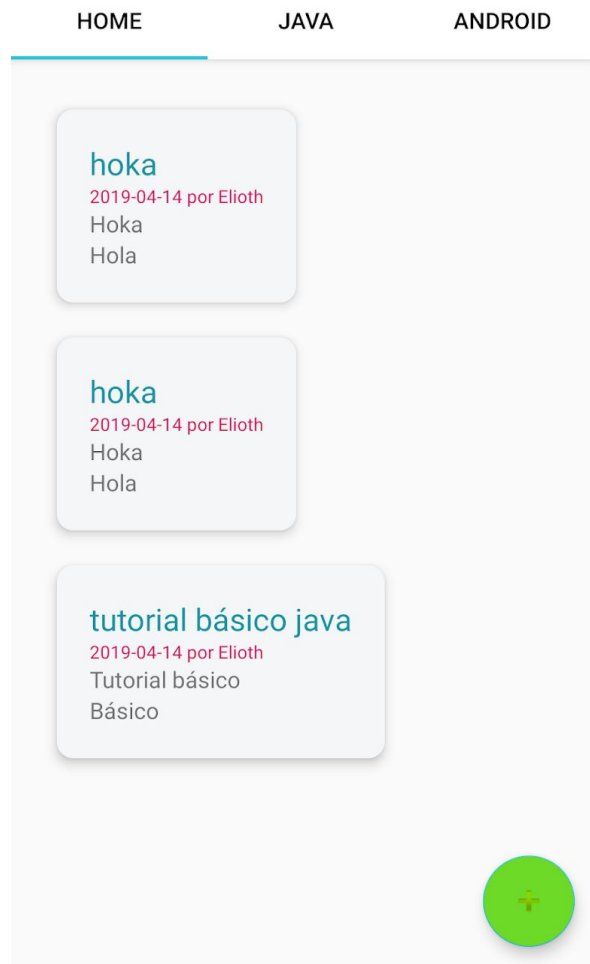 HOME JAVA ANDROID
hoka
2019-04-14 por Elioth
Hoka
Hola
hoka
2019-04-14 por Elioth
Hoka
Hola
tutorial básico java
2019-04-14 por Elioth
Tutorial básico
Básico
+